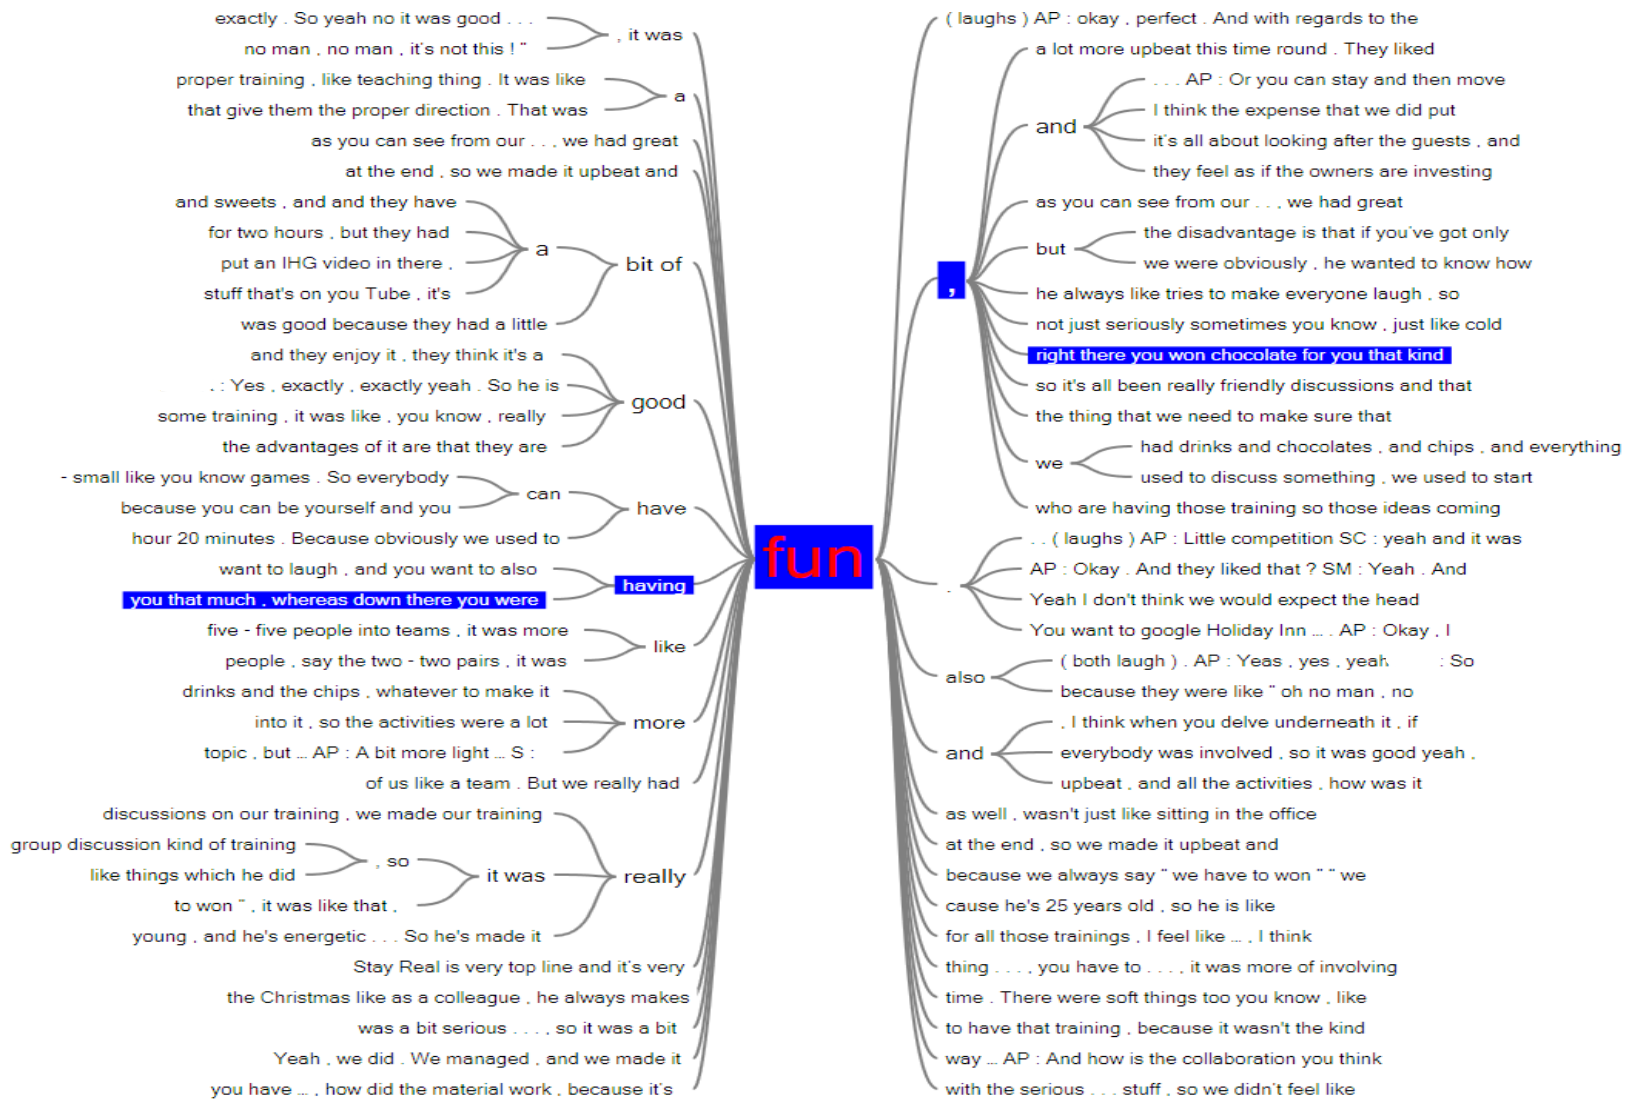 exactly . So yeah no it was good . . .
no man , no man , it's not this ! "
, it was
proper training , like teaching thing . It was like
that give them the proper direction . That was
a
as you can see from our . . , we had great
at the end , so we made it upbeat and
and sweets , and and they have
for two hours , but they had
put an IHG video in there ,
stuff that's on you Tube , it's
a
was good because they had a little
bit of
and they enjoy it , they think it's a
. : Yes , exactly , exactly yeah . So he is
some training , it was like , you know , really
the advantages of it are that they are
good
- small like you know games . So everybody
because you can be yourself and you
can
hour 20 minutes . Because obviously we used to
have
want to laugh , and you want to also
you that much , whereas down there you were
having
five - five people into teams , it was more
people , say the two - two pairs , it was
like
drinks and the chips , whatever to make it
into it , so the activities were a lot
topic , but ... AP : A bit more light ... S :
more
of us like a team . But we really had
discussions on our training , we made our training
group discussion kind of training
like things which he did
, so
to won " , it was like that ,
it was
young , and he's energetic . . . So he's made it
really
Stay Real is very top line and it's very
the Christmas like as a colleague , he always makes
was a bit serious . . . , so it was a bit
Yeah , we did . We managed , and we made it
you have ... , how did the material work , because it's
fun
( laughs ) AP : okay , perfect . And with regards to the
,
a lot more upbeat this time round . They liked
and
. . . AP : Or you can stay and then move
I think the expense that we did put
it's all about looking after the guests , and
they feel as if the owners are investing
as you can see from our . . , we had great
but
the disadvantage is that if you've got only
we were obviously , he wanted to know how
he always like tries to make everyone laugh , so
not just seriously sometimes you know , just like cold
right there you won chocolate for you that kind
so it's all been really friendly discussions and that
the thing that we need to make sure that
we
had drinks and chocolates , and chips , and everything
used to discuss something , we used to start
who are having those training so those ideas coming
.
. . ( laughs ) AP : Little competition SC : yeah and it was
AP : Okay . And they liked that ? SM : Yeah . And
Yeah I don't think we would expect the head
You want to google Holiday Inn ... . AP : Okay , I
also
( both laugh ) . AP : Yeas , yes , yeah : So
because they were like " oh no man , no
and
, I think when you delve underneath it , if
everybody was involved , so it was good yeah ,
upbeat , and all the activities , how was it
as well , wasn't just like sitting in the office
at the end , so we made it upbeat and
because we always say " we have to won " " we
cause he's 25 years old , so he is like
for all those trainings , I feel like ... , I think
thing . . . , you have to . . . , it was more of involving
time . There were soft things too you know , like
to have that training , because it wasn't the kind
way ... AP : And how is the collaboration you think
with the serious . . . stuff , so we didn't feel like